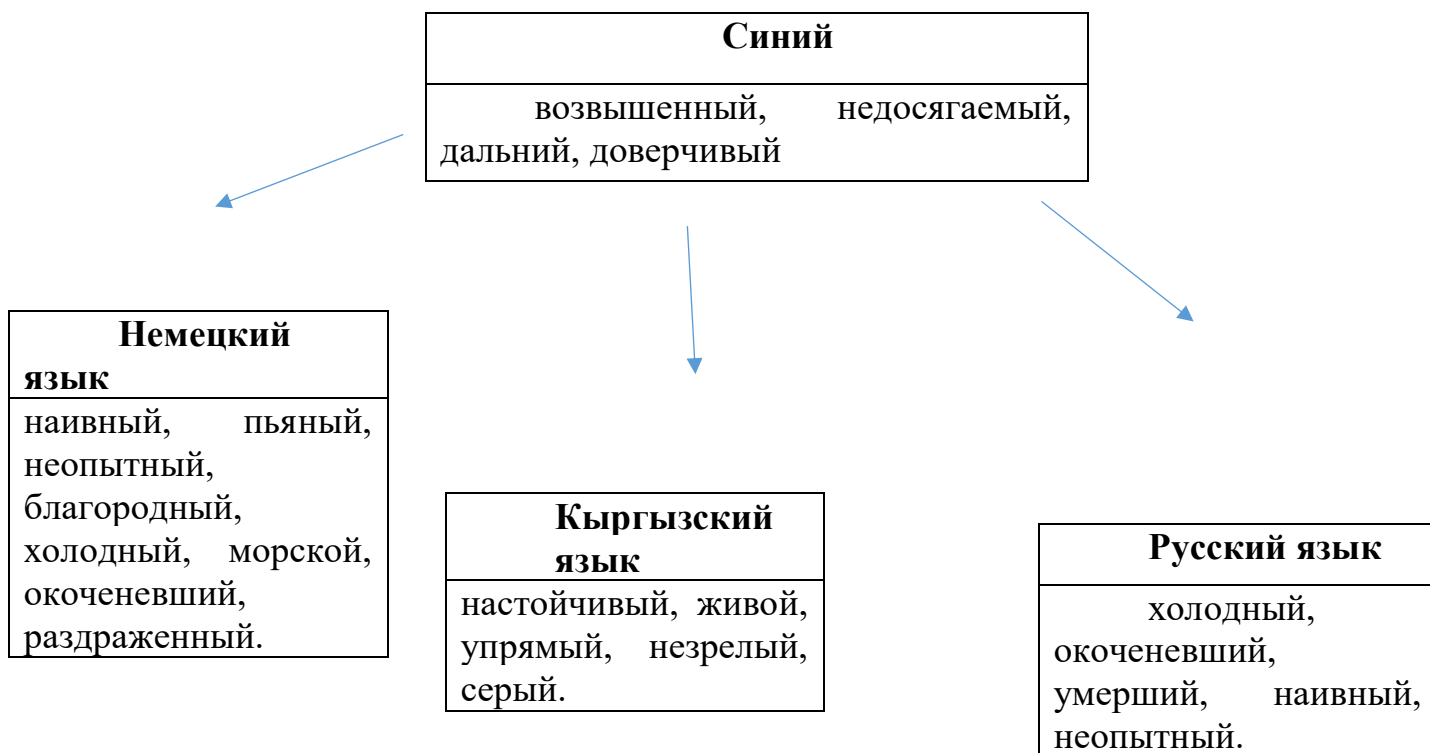 Синий
возвышенный, недосягаемый,
дальний, доверчивый
Немецкий
язык
наивный, пьяный,
неопытный,
благородный,
холодный, морской,
окоченевший,
раздраженный.
Кыргызский
язык
настойчивый, живой,
упрямый, незрелый,
серый.
Русский язык
холодный,
окоченевший,
умерший, наивный,
неопытный.